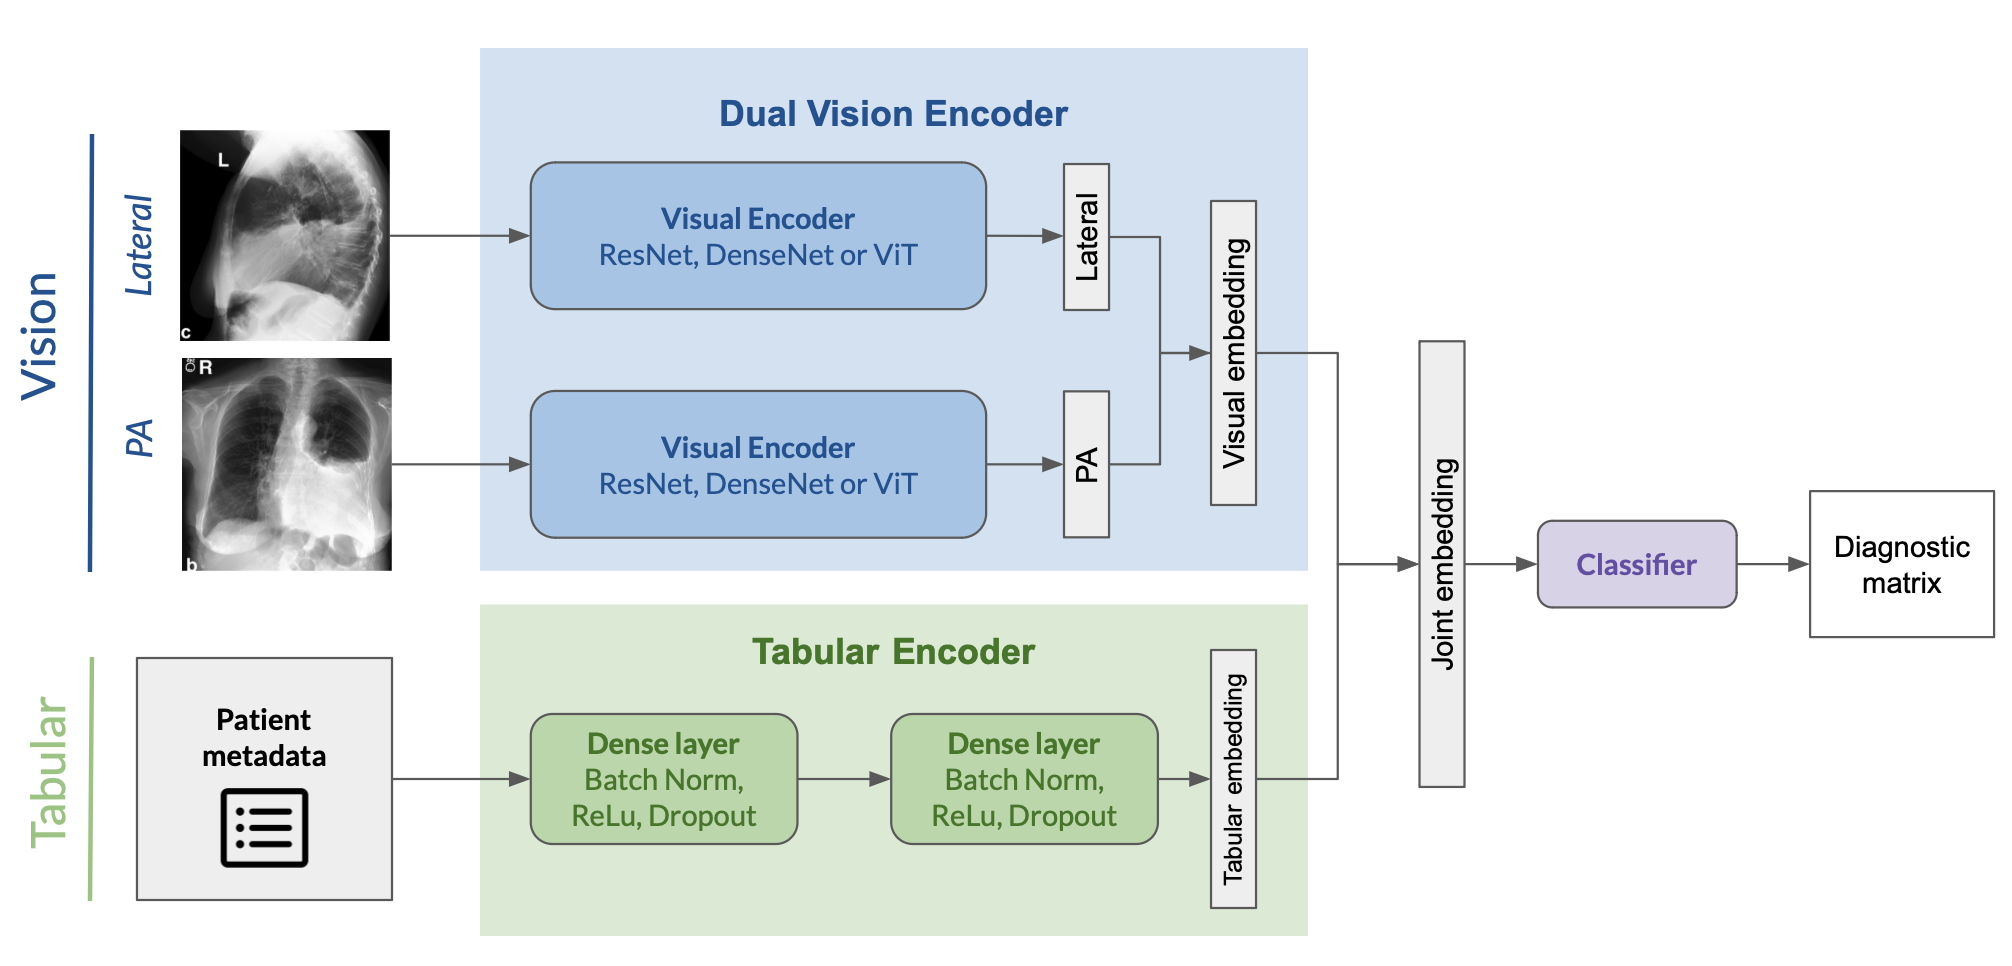 Vision
Lateral
L
c
PA
R
b
Dual Vision Encoder
Visual Encoder
ResNet, DenseNet or ViT
Lateral
Visual Encoder
ResNet, DenseNet or ViT
PA
Visual embedding
Tabular
Patient
metadata
Tabular Encoder
Dense layer
Batch Norm,
ReLu, Dropout
Dense layer
Batch Norm,
ReLu, Dropout
Tabular embedding
Joint embedding
Classifier
Diagnostic
matrix